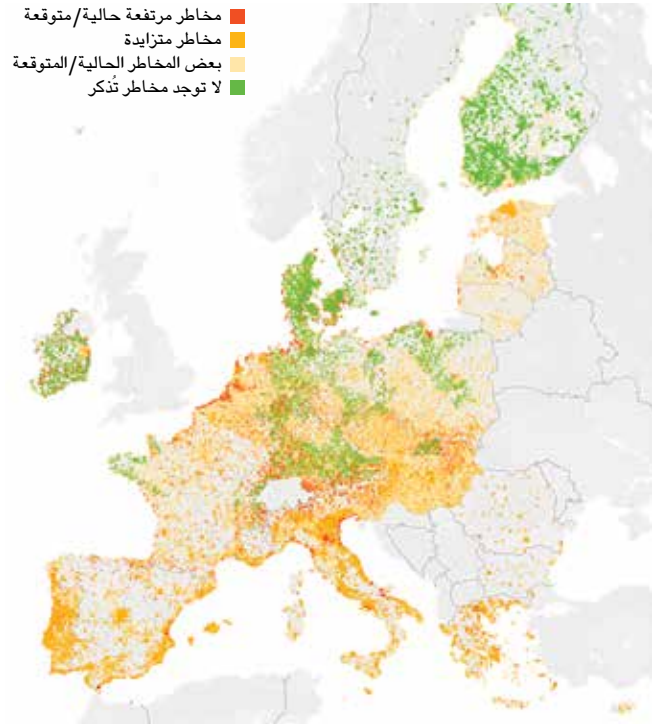 مخاطر مرتفعة حالية/متوقعة
مخاطر متزايدة
بعض المخاطر الحالية/المتوقعة
لا توجد مخاطر تُذكر